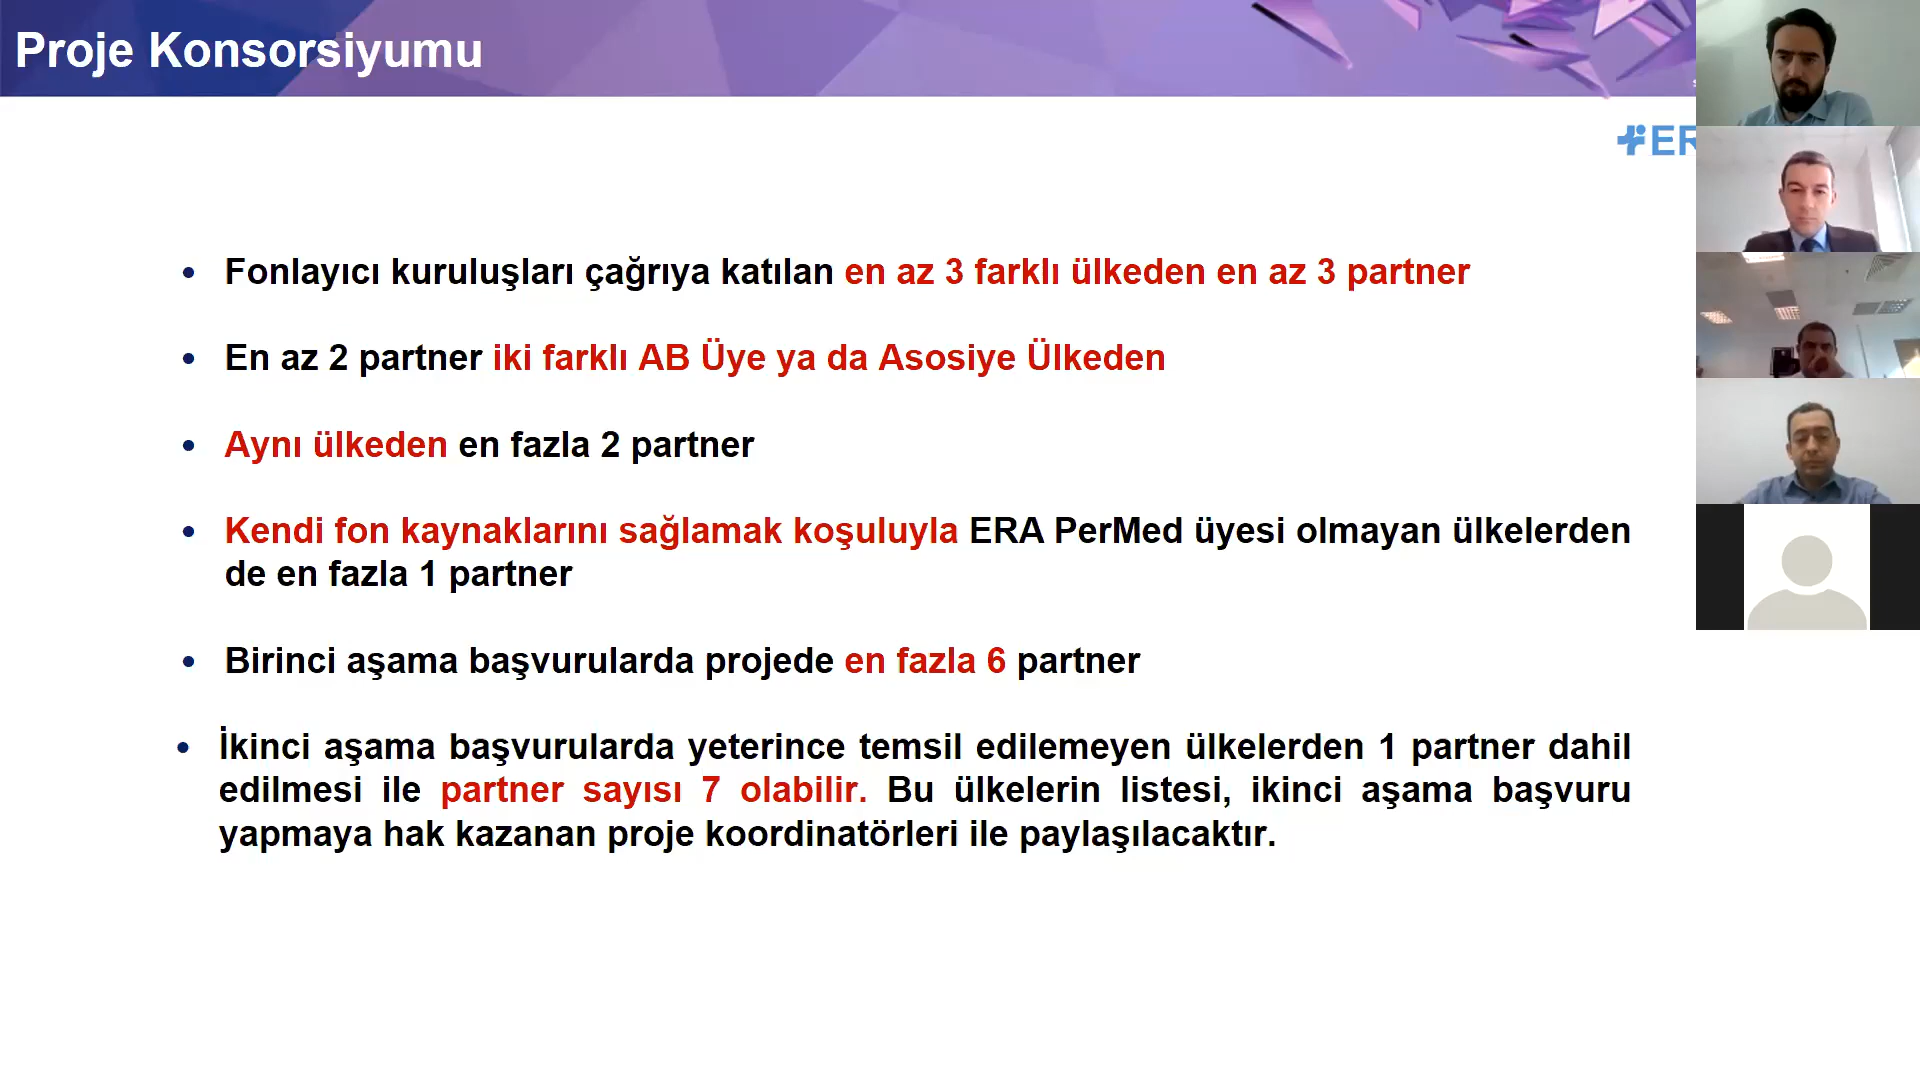 Proje Konsorsiyumu
ER
• Fonlayıcı kuruluşları çağrıya katılan en az 3 farklı ülkeden en az 3 partner
• En az 2 partner iki farklı AB Üye ya da Asosiye Ülkeden
• Aynı ülkeden en fazla 2 partner
• Kendi fon kaynaklarını sağlamak koşuluyla ERA PerMed üyesi olmayan ülkelerden
de en fazla 1 partner
• Birinci aşama başvurularda projede en fazla 6 partner
• İkinci aşama başvurularda yeterince temsil edilemeyen ülkelerden 1 partner dahil
edilmesi ile partner sayısı 7 olabilir. Bu ülkelerin listesi, ikinci aşama başvuru
yapmaya hak kazanan proje koordinatörleri ile paylaşılacaktır.